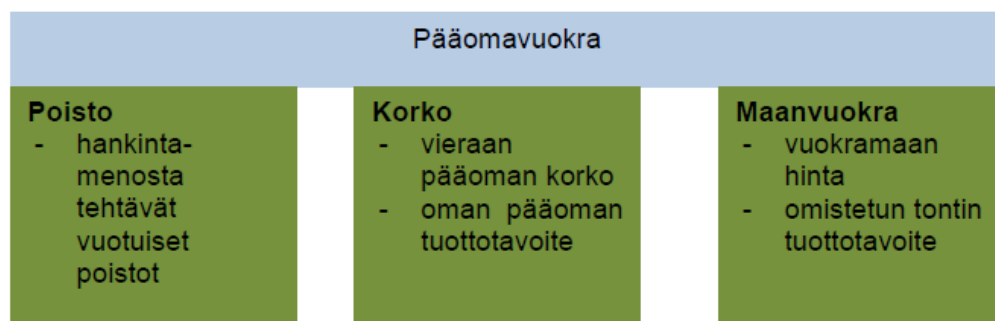 Pääomavuokra
Poisto
- hankinta-
menosta
tehtävät
vuotuiset
poistot
Korko
- vieraan
pääoman korko
- oman pääoman
tuottotavoite
Maanvuokra
- vuokramaan
hinta
- omistetun tontin
tuottotavoite